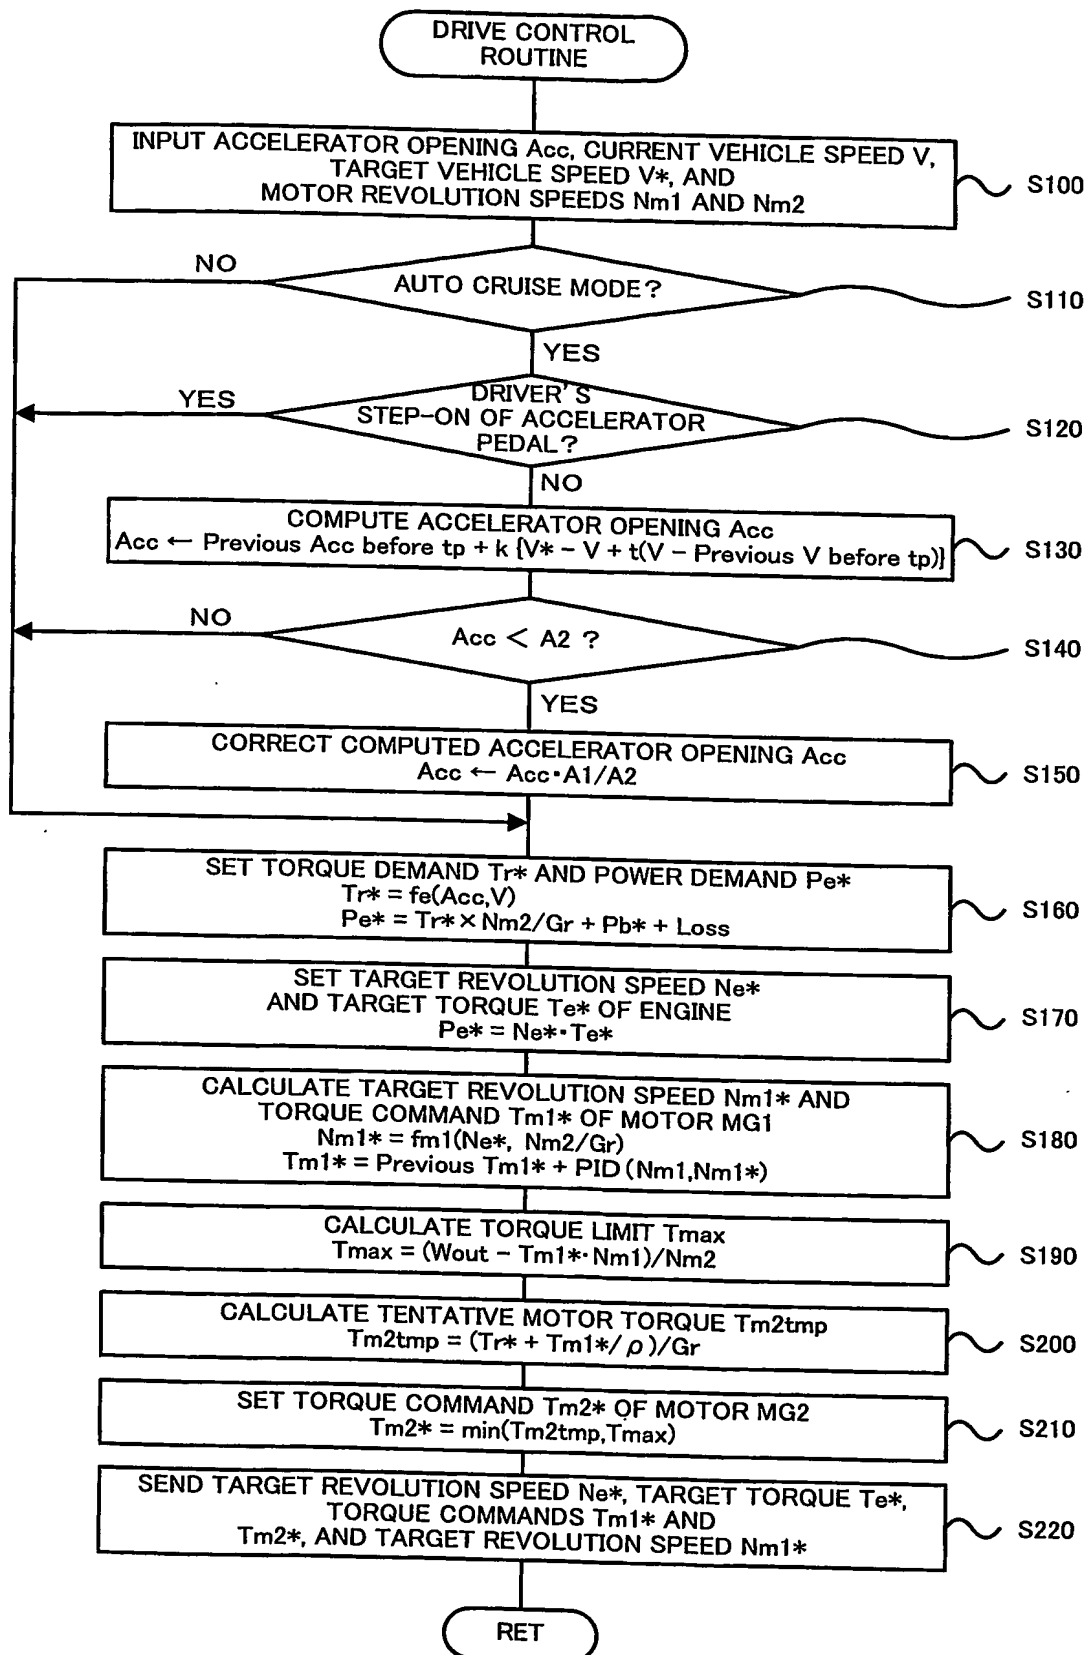 DRIVE CONTROL
ROUTINE
INPUT ACCELERATOR OPENING Acc, CURRENT VEHICLE SPEED V,
TARGET VEHICLE SPEED V*, AND
MOTOR REVOLUTION SPEEDS Nm1 AND Nm2
S100
NO
AUTO CRUISE MODE?
S110
YES
YES
DRIVER'S
STEP-ON OF ACCELERATOR
PEDAL?
S120
NO
COMPUTE ACCELERATOR OPENING Acc
Acc ← Previous Acc before tp + k {V* - V + t(V - Previous V before tp)}
S130
NO
Acc < A2 ?
S140
YES
CORRECT COMPUTED ACCELERATOR OPENING Acc
Acc ← Acc·A1/A2
S150
SET TORQUE DEMAND Tr* AND POWER DEMAND Pe*
Tr* = fe(Acc,V)
Pe* = Tr* × Nm2/Gr + Pb* + Loss
S160
SET TARGET REVOLUTION SPEED Ne*
AND TARGET TORQUE Te* OF ENGINE
Pe* = Ne*·Te*
S170
CALCULATE TARGET REVOLUTION SPEED Nm1* AND
TORQUE COMMAND Tm1* OF MOTOR MG1
Nm1* = fm1(Ne*, Nm2/Gr)
Tm1* = Previous Tm1* + PID (Nm1,Nm1*)
S180
CALCULATE TORQUE LIMIT Tmax
Tmax = (Wout - Tm1*·Nm1)/Nm2
S190
CALCULATE TENTATIVE MOTOR TORQUE Tm2tmp
Tm2tmp = (Tr* + Tm1*/ρ)/Gr
S200
SET TORQUE COMMAND Tm2* OF MOTOR MG2
Tm2* = min(Tm2tmp,Tmax)
S210
SEND TARGET REVOLUTION SPEED Ne*, TARGET TORQUE Te*,
TORQUE COMMANDS Tm1* AND
Tm2*, AND TARGET REVOLUTION SPEED Nm1*
S220
RET